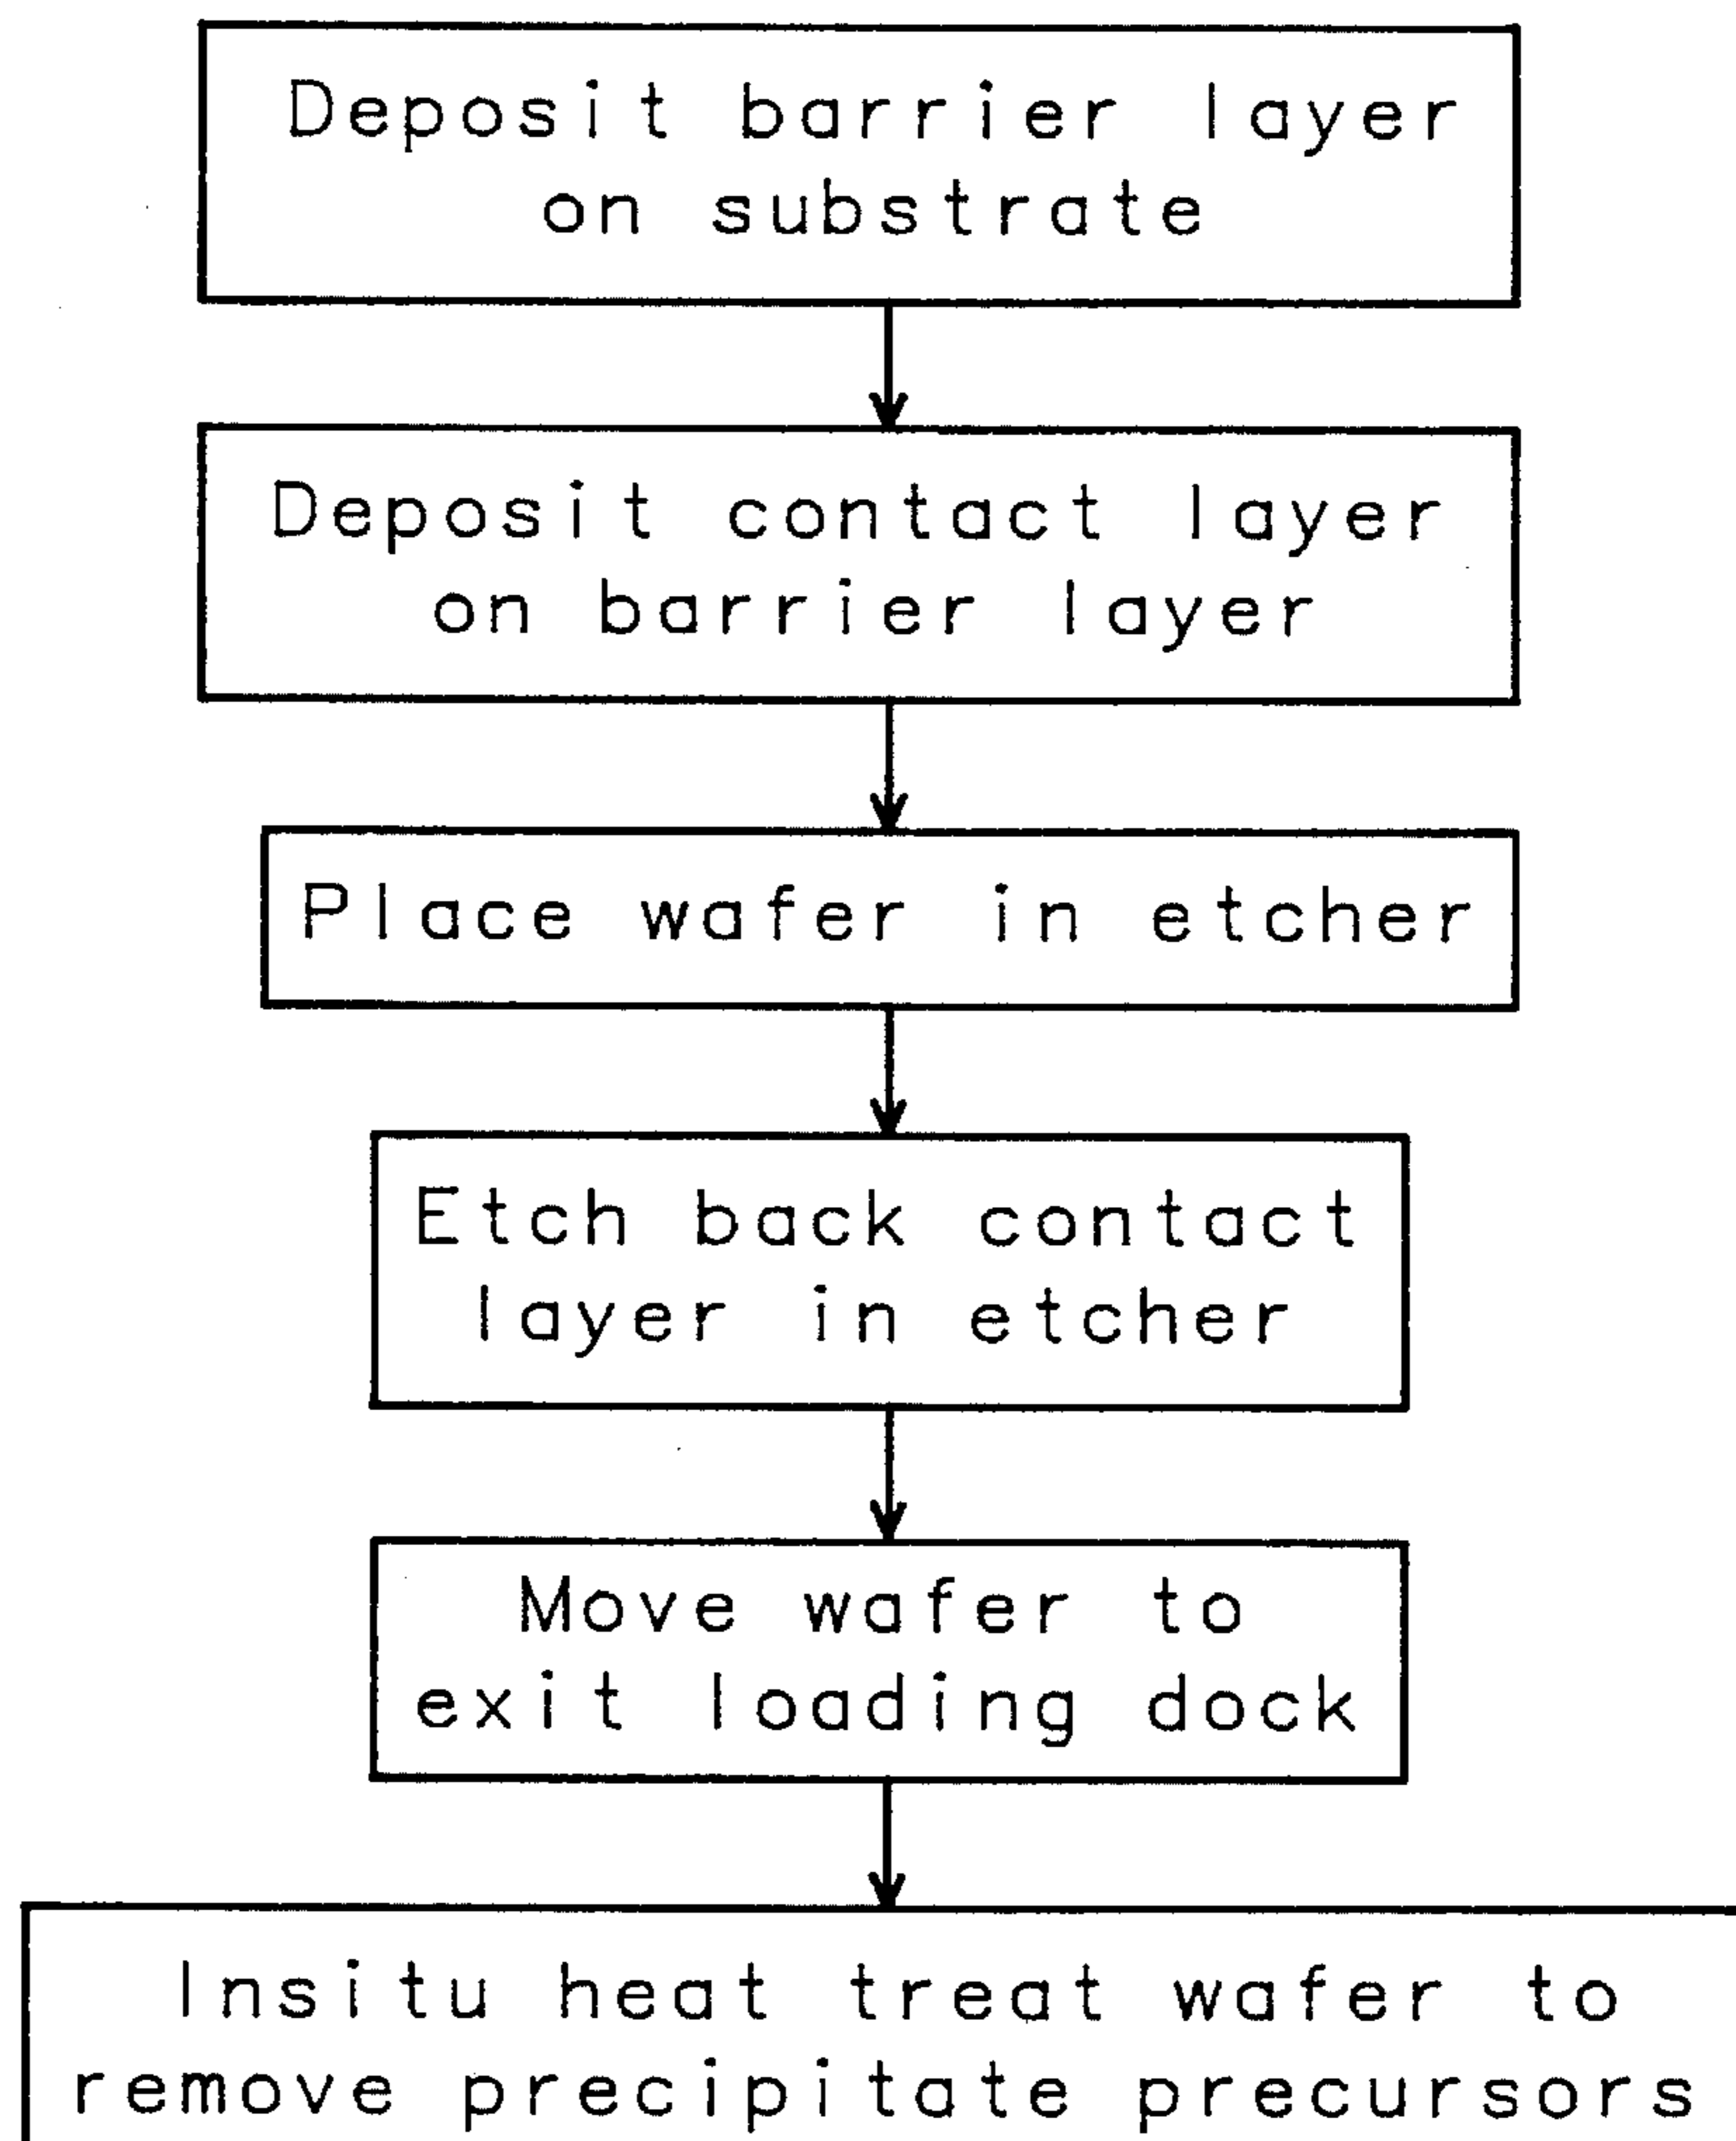 Deposit barrier layer
on substrate
Deposit contact layer
on barrier layer
Place wafer in etcher
Etch back contact
layer in etcher
Move wafer to
exit loading dock
Insitu heat treat wafer to
remove precipitate precursors